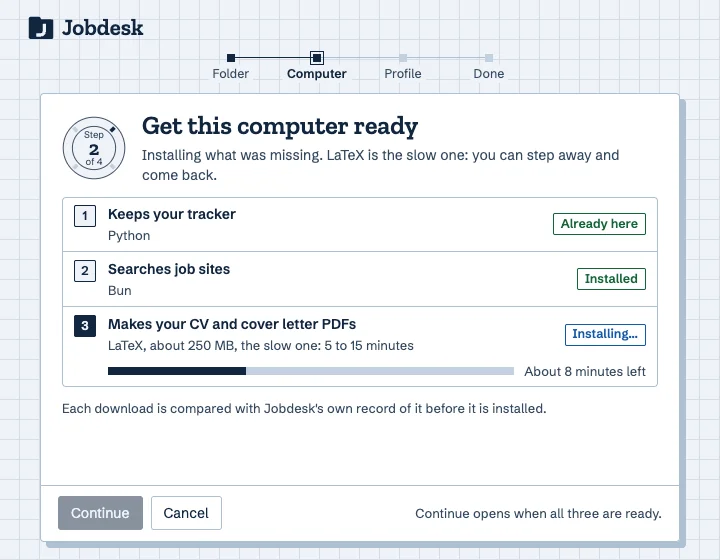 Jobdesk
Folder
Computer
Profile
Done
Step
2
of 4
Get this computer ready
Installing what was missing. LaTeX is the slow one: you can step away and
come back.
1
Keeps your tracker
Python
Already here
2
Searches job sites
Bun
Installed
3
Makes your CV and cover letter PDFs
LaTeX, about 250 MB, the slow one: 5 to 15 minutes
Installing...
About 8 minutes left
Each download is compared with Jobdesk's own record of it before it is installed.
Continue
Cancel
Continue opens when all three are ready.